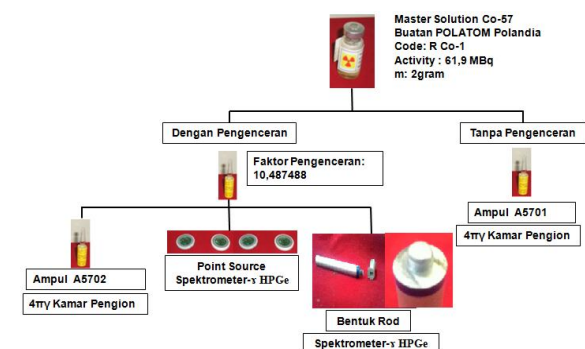 Master Solution Co-57
Buatan POLATOM Polandia
Code: R Co-1
Activity : 61,9 MBq
m: 2gram
Dengan Pengenceran
Tanpa Pengenceran
Faktor Pengenceran:
10,487488
Ampul A5701
4πγ Kamar Pengion
Ampul A5702
4πγ Kamar Pengion
Point Source
Spektrometer-ɤ HPGe
Bentuk Rod
Spektrometer-ɤ HPGe